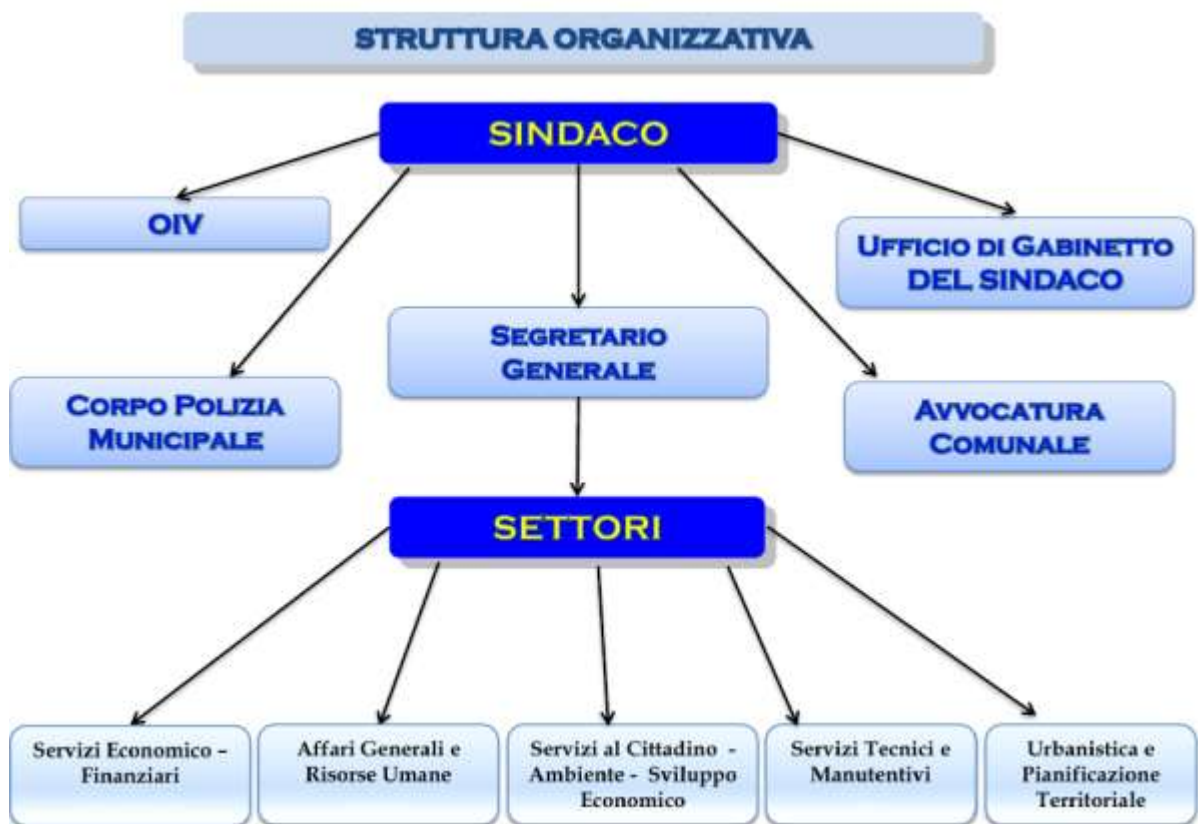 STRUTTURA ORGANIZZATIVA
SINDACO
OIV
UFFICIO DI GABINETTO
DEL SINDACO
SEGRETARIO
GENERALE
CORPO POLIZIA
MUNICIPALE
AVVOCATURA
COMUNALE
SETTORI
Servizi Economico –
Finanziari
Affari Generali e
Risorse Umane
Servizi al Cittadino -
Ambiente - Sviluppo
Economico
Servizi Tecnici e
Manutentivi
Urbanistica e
Pianificazione
Territoriale